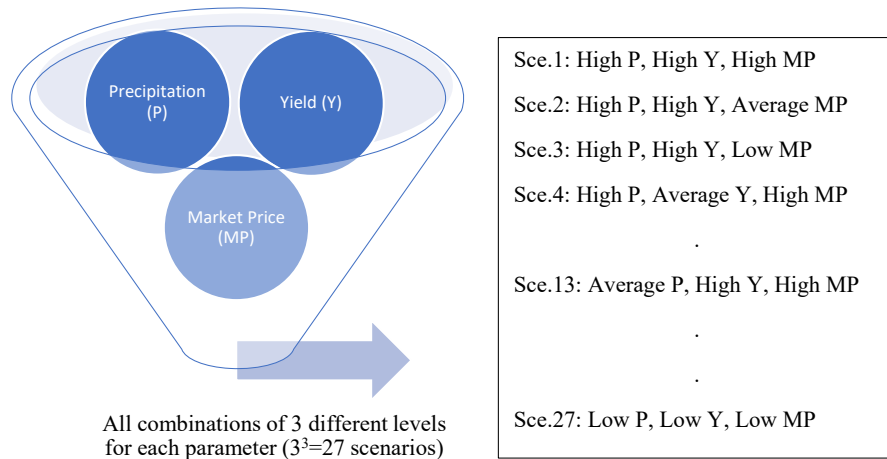 Precipitation
(P)
Yield (Y)
Market Price
(MP)
All combinations of 3 different levels
for each parameter (3³=27 scenarios)
Sce.1: High P, High Y, High MP
Sce.2: High P, High Y, Average MP
Sce.3: High P, High Y, Low MP
Sce.4: High P, Average Y, High MP
.
Sce.13: Average P, High Y, High MP
.
.
Sce.27: Low P, Low Y, Low MP